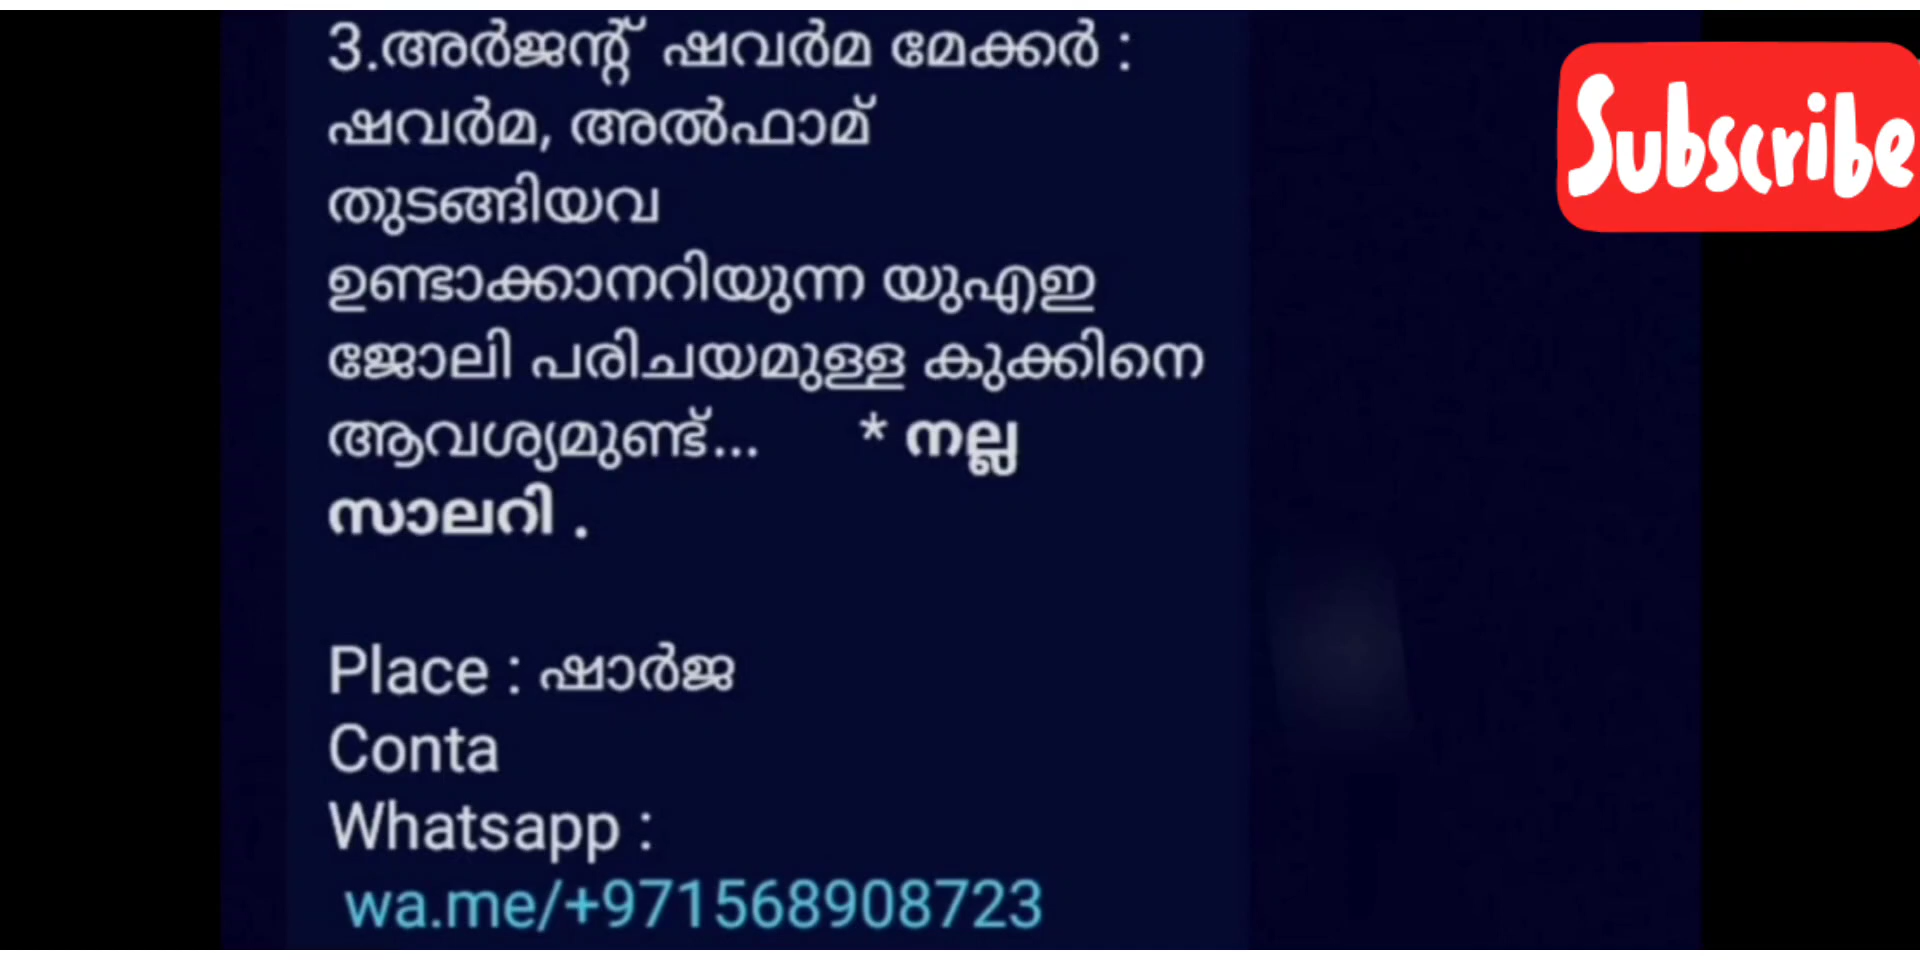 3.അർജന്റ് ഷവർമ മേക്കർ :
ഷവർമ, അൽഫാമ്
തുടങ്ങിയവ
ഉണ്ടാക്കാനറിയുന്ന യുഎഇ
ജോലി പരിചയമുള്ള കുക്കിനെ
ആവശ്യമുണ്ട്... * നല്ല
സാലറി .
Place : ഷാർജ
Conta
Whatsapp :
wa.me/+971568908723
Subscribe